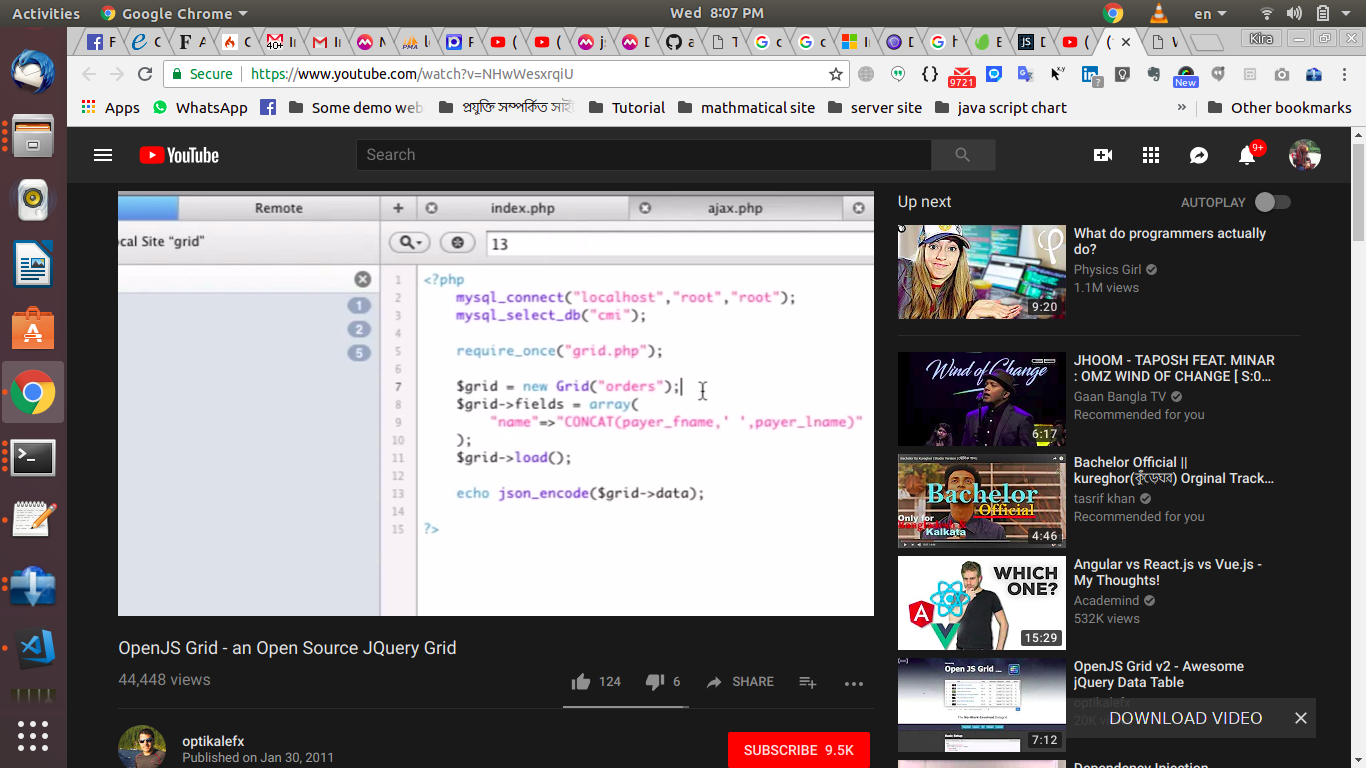 Activities
Google Chrome
Wed 8:07 PM
en
Kira
Secure
https://www.youtube.com/watch?v=NHwWesxrqiU
9721
New
Apps
WhatsApp
Some demo web
প্রযুক্তি সম্পর্কিত সাই
Tutorial
mathmatical site
server site
java script chart
»
Other bookmarks
YouTube
Search
9+
Remote
index.php
ajax.php
cal Site "grid"
13
1
2
5
1 <?php
2 mysql_connect("localhost","root","root");
3 mysql_select_db("cmi");
4
5 require_once("grid.php");
6
7 $grid = new Grid("orders");
8 $grid->fields = array(
9 "name"=>"CONCAT(payer_fname,' ',payer_lname)"
10 );
11 $grid->load();
12
13 echo json_encode($grid->data);
14
15 ?>
OpenJS Grid - an Open Source JQuery Grid
44,448 views
124
6
SHARE
optikalefx
Published on Jan 30, 2011
SUBSCRIBE 9.5K
Up next
AUTOPLAY
9:20
What do programmers actually
do?
Physics Girl
1.1M views
Wind of Change
6:17
JHOOM - TAPOSH FEAT. MINAR
: OMZ WIND OF CHANGE [ S:0...
Gaan Bangla TV
Recommended for you
Bachelor
Official
Only for
Bangladesh &
Kalkata
4:46
Bachelor Official ||
kureghor(কুঁড়েঘর) Orginal Track...
tasrif khan
Recommended for you
WHICH
ONE?
15:29
Angular vs React.js vs Vue.js -
My Thoughts!
Academind
532K views
Open JS Grid
7:12
OpenJS Grid v2 - Awesome
jQuery Data Table
optikalefx
20K
DOWNLOAD VIDEO
Dependency Injection